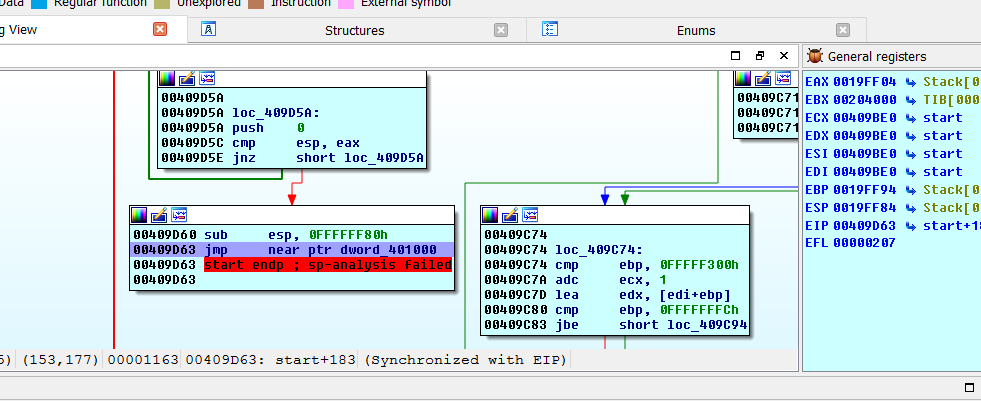 Data Regular function Unexplored Instruction External symbol
g View Structures Enums
General registers
00409D5A
00409D5A loc_409D5A:
00409D5A push 0
00409D5C cmp esp, eax
00409D5E jnz short loc_409D5A
00409C71
00409C71
00409C71
EAX 0019FF04 Stack[0
EBX 00204000 TIB[000
ECX 00409BE0 start
EDX 00409BE0 start
ESI 00409BE0 start
EDI 00409BE0 start
EBP 0019FF94 Stack[0
ESP 0019FF84 Stack[0
EIP 00409D63 start+18
EFL 00000207
00409D60 sub esp, 0FFFFFF80h
00409D63 jmp near ptr dword_401000
00409D63 start endp ; sp-analysis failed
00409D63
00409C74
00409C74 loc_409C74:
00409C74 cmp ebp, 0FFFFF300h
00409C7A adc ecx, 1
00409C7D lea edx, [edi+ebp]
00409C80 cmp ebp, 0FFFFFFFCh
00409C83 jbe short loc_409C94
5) (153,177) 00001163 00409D63: start+183 (Synchronized with EIP)